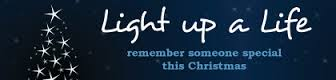 Light up a Life
remember someone special
this Christmas